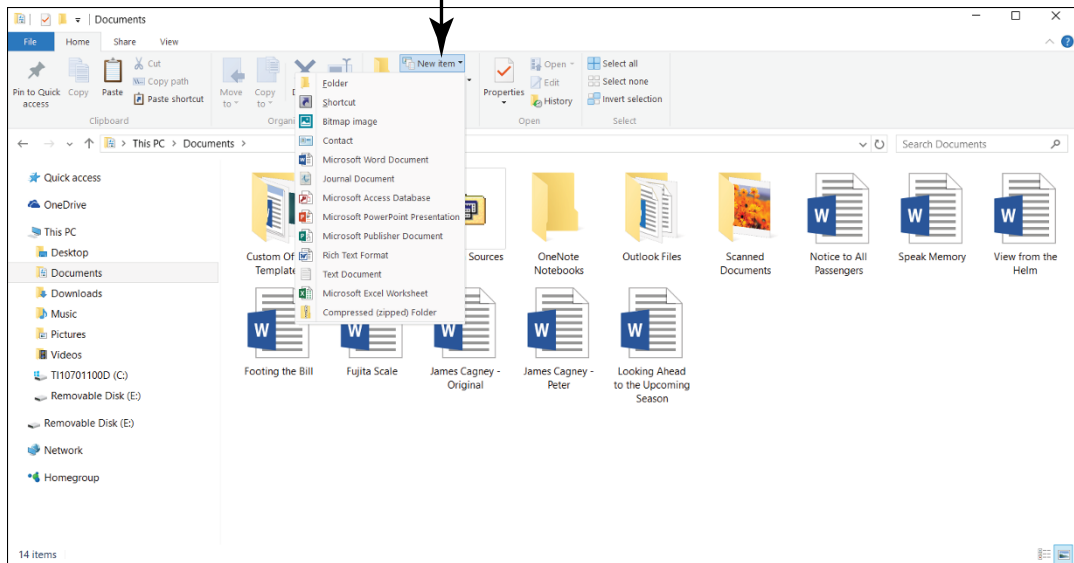 Documents
File Home Share View
Pin to Quick access
Copy
Paste
Cut
Copy path
Paste shortcut
Clipboard
Move to
Copy to
Organi
New item
Properties
Open
Edit
History
Open
Select all
Select none
Invert selection
Select
Folder
Shortcut
Bitmap image
Contact
Microsoft Word Document
Journal Document
Microsoft Access Database
Microsoft PowerPoint Presentation
Microsoft Publisher Document
Rich Text Format
Text Document
Microsoft Excel Worksheet
Compressed (zipped) Folder
This PC > Documents >
Search Documents
Quick access
OneDrive
This PC
Desktop
Documents
Downloads
Music
Pictures
Videos
TI10701100D (C:)
Removable Disk (E:)
Removable Disk (E:)
Network
Homegroup
Custom Of
Template
Sources
OneNote
Notebooks
Outlook Files
Scanned
Documents
Notice to All
Passengers
Speak Memory
View from the
Helm
Footing the Bill
Fujita Scale
James Cagney -
Original
James Cagney -
Peter
Looking Ahead
to the Upcoming
Season
14 items